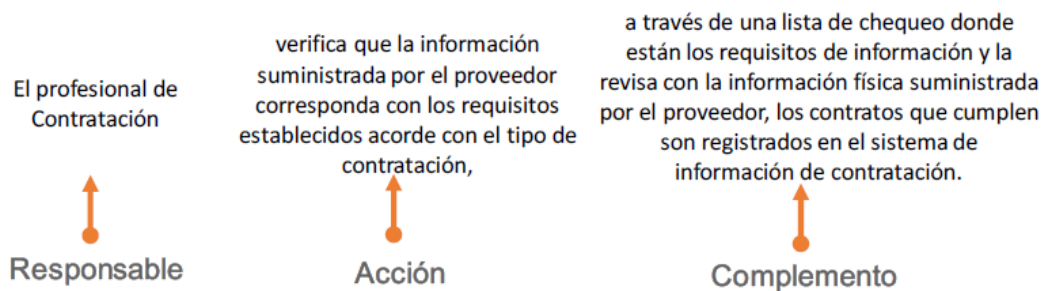 El profesional de
Contratación
verifica que la información
suministrada por el proveedor
corresponda con los requisitos
establecidos acorde con el tipo de
contratación,
a través de una lista de chequeo donde
están los requisitos de información y la
revisa con la información física suministrada
por el proveedor, los contratos que cumplen
son registrados en el sistema de
información de contratación.
Responsable
Acción
Complemento